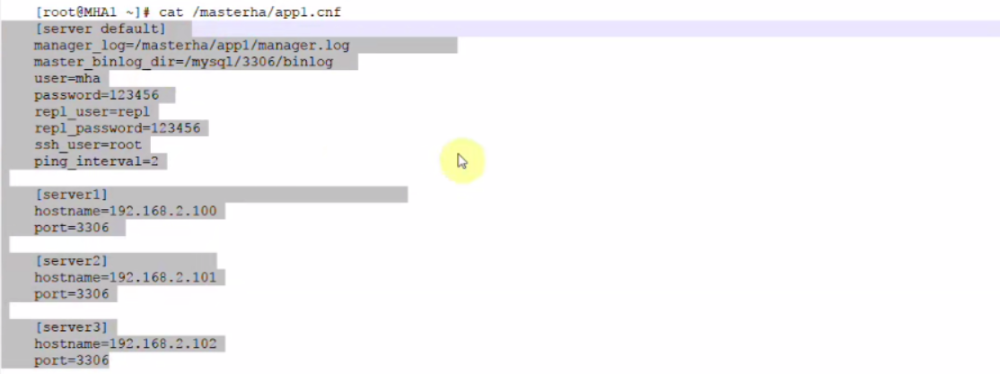 [root@MHA1 ~]# cat /masterha/app1.cnf
[server default]
manager_log=/masterha/app1/manager.log
master_binlog_dir=/mysql/3306/binlog
user=mha
password=123456
repl_user=repl
repl_password=123456
ssh_user=root
ping_interval=2
[server1]
hostname=192.168.2.100
port=3306
[server2]
hostname=192.168.2.101
port=3306
[server3]
hostname=192.168.2.102
port=3306